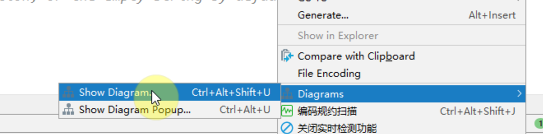 Generate... Alt+Insert
Show in Explorer
Compare with Clipboard
File Encoding
Diagrams
Show Diagram... Ctrl+Alt+Shift+U
Show Diagram Popup... Ctrl+Alt+U
编码规约扫描 Ctrl+Alt+Shift+J
关闭实时检测功能